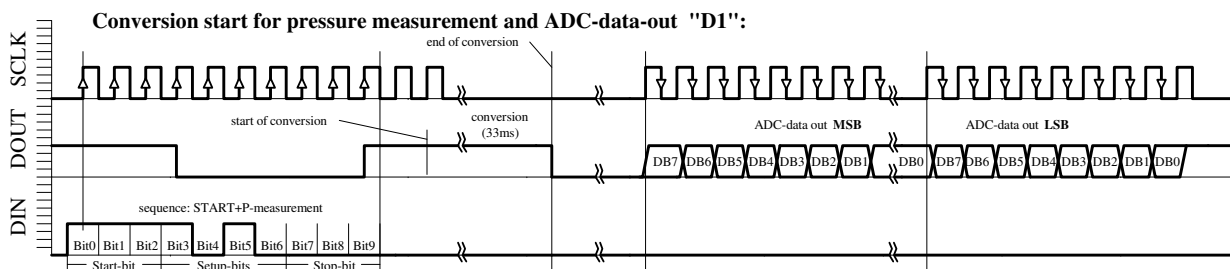 Conversion start for pressure measurement and ADC-data-out "D1":
end of conversion
SCLK
start of conversion
conversion
(33ms)
ADC-data out MSB
ADC-data out LSB
DOUT
DB7 DB6 DB5 DB4 DB3 DB2 DB1 DB0 DB7 DB6 DB5 DB4 DB3 DB2 DB1 DB0
sequence: START+P-measurement
DIN
Bit0 Bit1 Bit2 Bit3 Bit4 Bit5 Bit6 Bit7 Bit8 Bit9
Start-bit Setup-bits Stop-bit